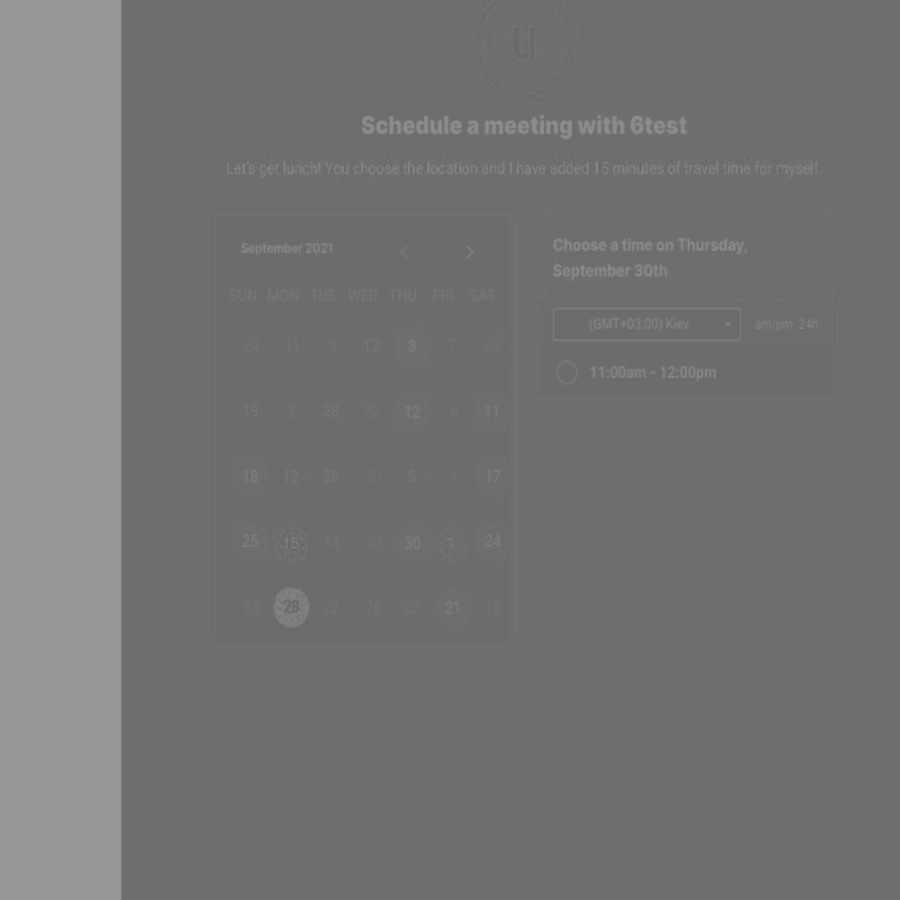 u
Schedule a meeting with 6test
Let's get lunch! You choose the location and I have added 15 minutes of travel time for myself.
September 2021
SUN MON TUE WED THU FRI SAT
24 11 6 12 3 7 29
19 2 28 22 12 6 11
18 12 28 30 5 4 17
25 15 14 20 30 1 24
25 28 22 26 22 21 16
Choose a time on Thursday,
September 30th
(GMT+03:00) Kiev
am/pm 24h
11:00am - 12:00pm